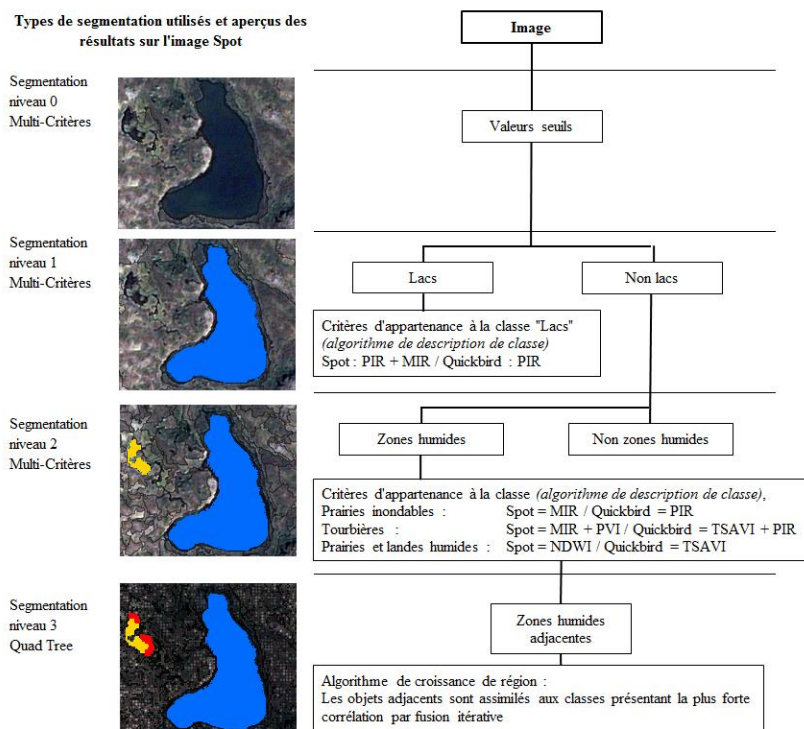 Types de segmentation utilisés et aperçus des
résultats sur l'image Spot
Image
Segmentation
niveau 0
Multi-Critères
Valeurs seuils
Segmentation
niveau 1
Multi-Critères
Lacs
Non lacs
Critères d'appartenance à la classe "Lacs"
(algorithme de description de classe)
Spot : PIR + MIR / Quickbird : PIR
Segmentation
niveau 2
Multi-Critères
Zones humides
Non zones humides
Critères d'appartenance à la classe (algorithme de description de classe),
Prairies inondables : Spot = MIR / Quickbird = PIR
Tourbières : Spot = MIR + PVI / Quickbird = TSAVI + PIR
Prairies et landes humides : Spot = NDWI / Quickbird = TSAVI
Segmentation
niveau 3
Quad Tree
Zones humides
adjacentes
Algorithme de croissance de région :
Les objets adjacents sont assimilés aux classes présentant la plus forte
corrélation par fusion itérative